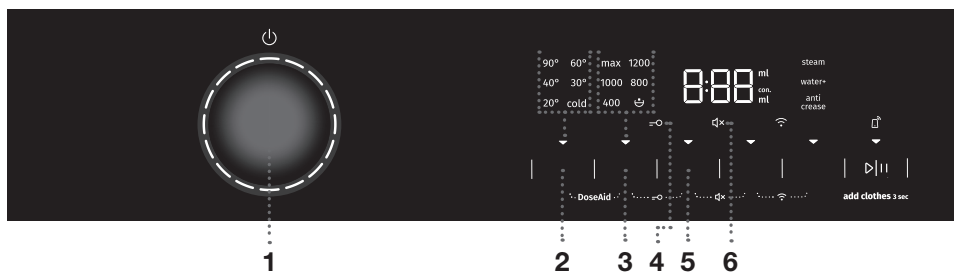 90° 60° max 1200
40° 30° 1000 800
20° cold 400
8:88 ml
con.
ml
steam
water+
anti
crease
DoseAid
add clothes 3 sec
1 2 3 4 5 6